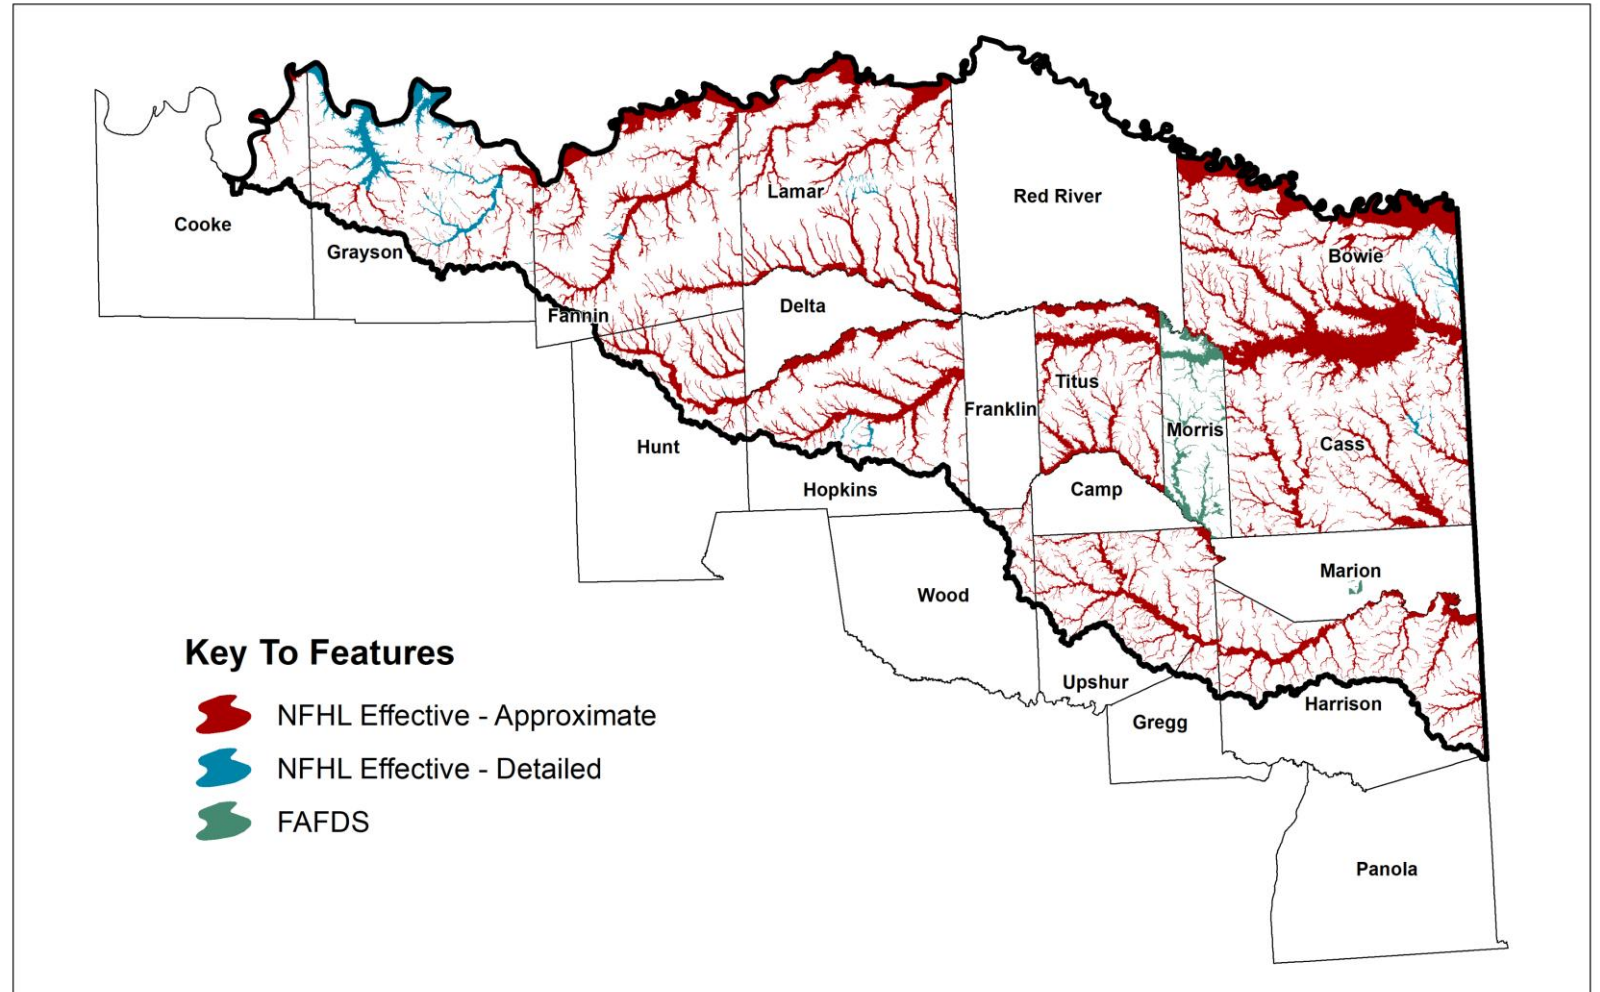 Cooke
Grayson
Fannin
Lamar
Delta
Red River
Bowie
Hunt
Hopkins
Franklin
Titus
Morris
Cass
Camp
Wood
Marion
Upshur
Gregg
Harrison
Panola
Key To Features
NFHL Effective - Approximate
NFHL Effective - Detailed
FAFDS